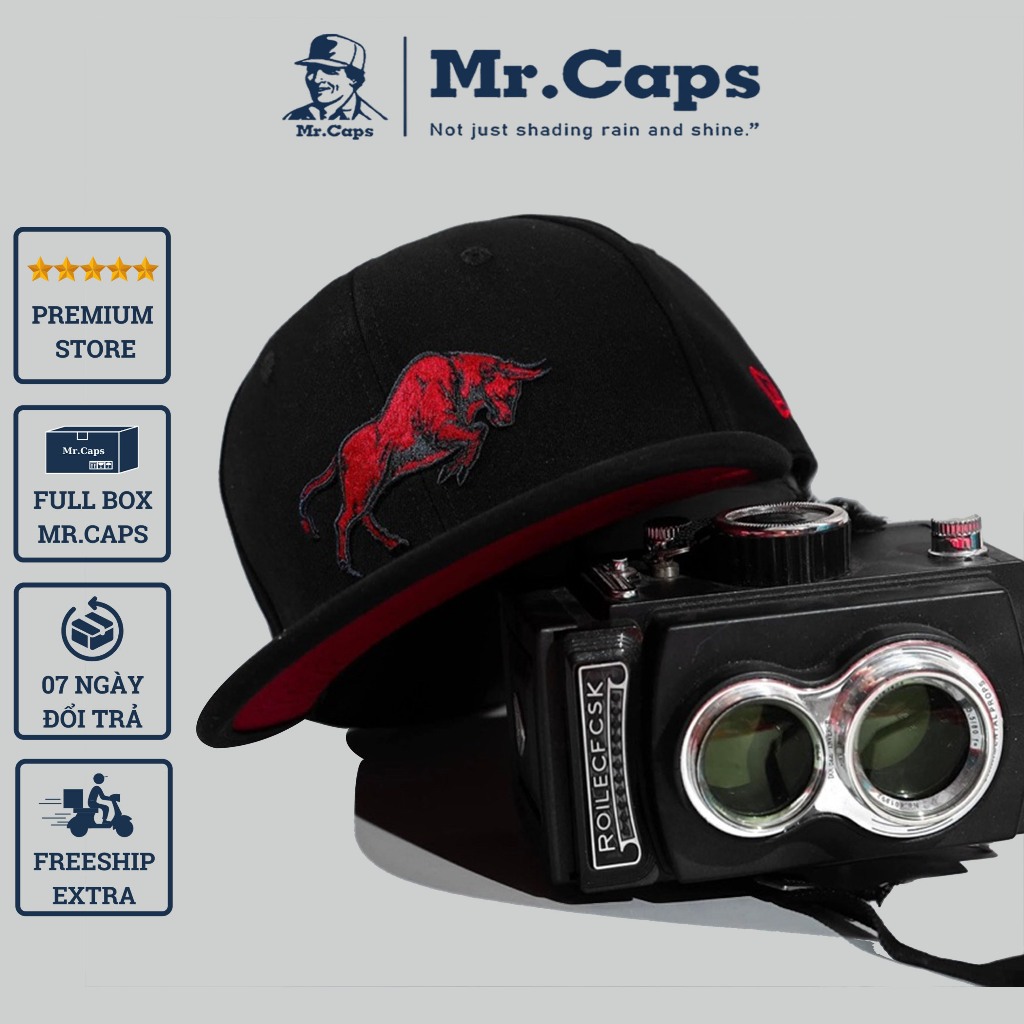 Mr.Caps
Mr.Caps
Not just shading rain and shine.”
PREMIUM
STORE
Mr.Caps
FULL BOX
MR.CAPS
07 NGÀY
ĐỔI TRẢ
FREESHIP
EXTRA
ROILECFCSK